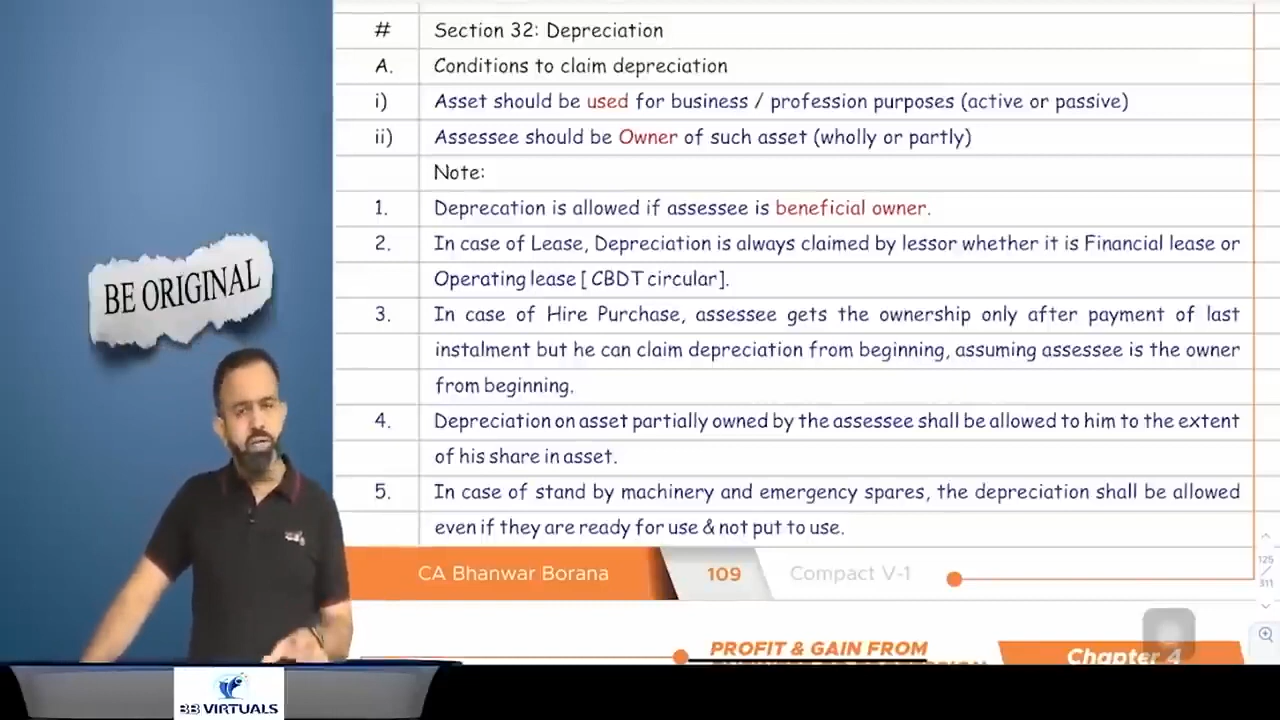 # Section 32: Depreciation
A. Conditions to claim depreciation
i) Asset should be used for business / profession purposes (active or passive)
ii) Assessee should be Owner of such asset (wholly or partly)
Note:
1. Deprecation is allowed if assessee is beneficial owner.
2. In case of Lease, Depreciation is always claimed by lessor whether it is Financial lease or
Operating lease [ CBDT circular].
3. In case of Hire Purchase, assessee gets the ownership only after payment of last
instalment but he can claim depreciation from beginning, assuming assessee is the owner
from beginning.
4. Depreciation on asset partially owned by the assessee shall be allowed to him to the extent
of his share in asset.
5. In case of stand by machinery and emergency spares, the depreciation shall be allowed
even if they are ready for use & not put to use.
BE ORIGINAL
CA Bhanwar Borana 109 Compact V-1
125
/
311
PROFIT & GAIN FROM
Chapter 4
BB VIRTUALS